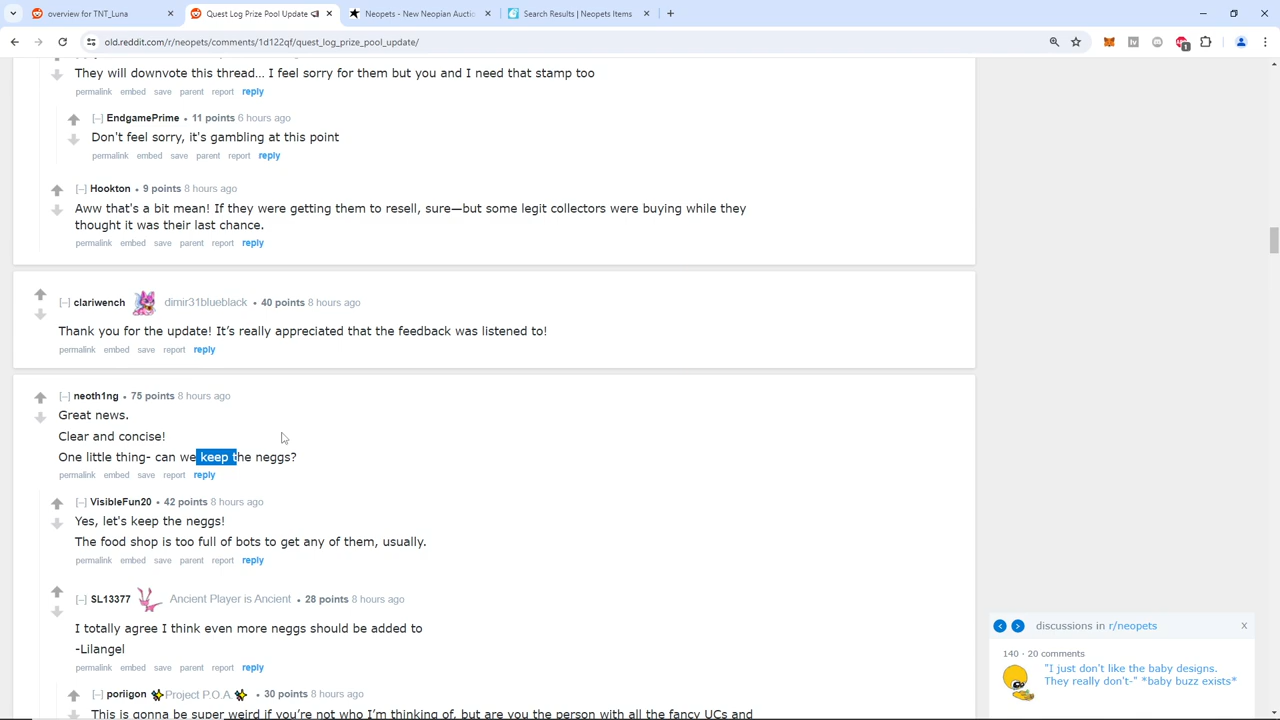 overview for TNT_Luna
Quest Log Prize Pool Update
Neopets - New Neopian Auctio
Search Results | Neopets Items
old.reddit.com/r/neopets/comments/1d122qf/quest_log_prize_pool_update/
They will downvote this thread… I feel sorry for them but you and I need that stamp too
permalink embed save parent report reply
[–] EndgamePrime • 11 points 6 hours ago
Don't feel sorry, it's gambling at this point
permalink embed save parent report reply
[–] Hookton • 9 points 8 hours ago
Aww that's a bit mean! If they were getting them to resell, sure—but some legit collectors were buying while they
thought it was their last chance.
permalink embed save parent report reply
[–] clariwench dimir31blueblack • 40 points 8 hours ago
Thank you for the update! It’s really appreciated that the feedback was listened to!
permalink embed save report reply
[–] neoth1ng • 75 points 8 hours ago
Great news.
Clear and concise!
One little thing- can we keep the neggs?
permalink embed save report reply
[–] VisibleFun20 • 42 points 8 hours ago
Yes, let's keep the neggs!
The food shop is too full of bots to get any of them, usually.
permalink embed save parent report reply
[–] SL13377 Ancient Player is Ancient • 28 points 8 hours ago
I totally agree I think even more neggs should be added to
-Lilangel
permalink embed save parent report reply
[–] poriigon Project P.O.A. • 30 points 8 hours ago
This is gonna be super weird if you’re not who I’m thinking of, but are you the person with all the fancy UCs and
discussions in r/neopets X
140 · 20 comments
"I just don't like the baby designs.
They really don't-" *baby buzz exists*